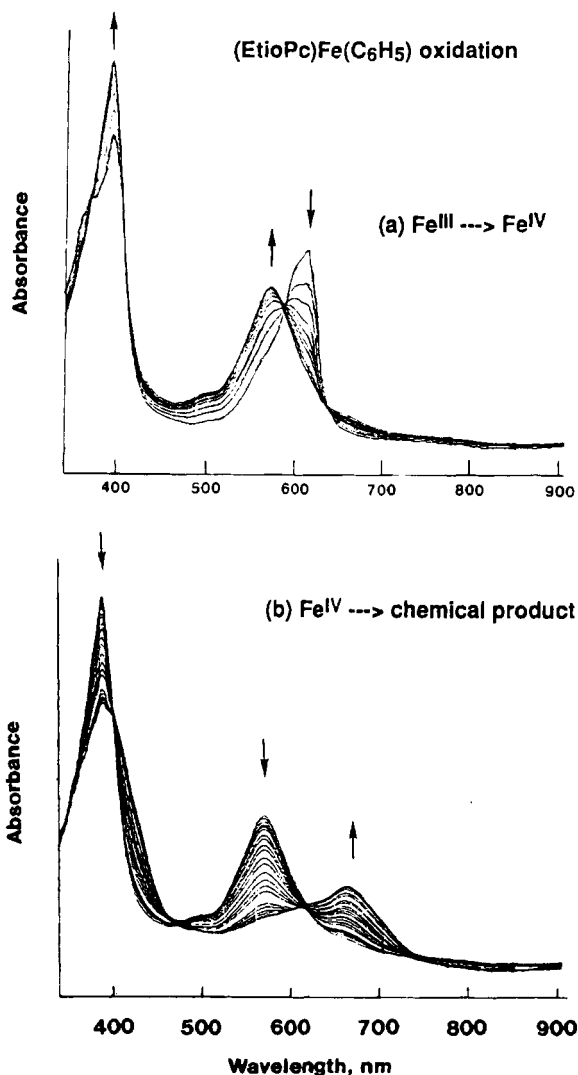 (EtioPc)Fe(C₆H₅) oxidation
(a) Feᴵᴵᴵ ---> Feᴵⱽ
Absorbance
400 500 600 700 800 900
(b) Feᴵⱽ ---> chemical product
Absorbance
400 500 600 700 800 900
Wavelength, nm